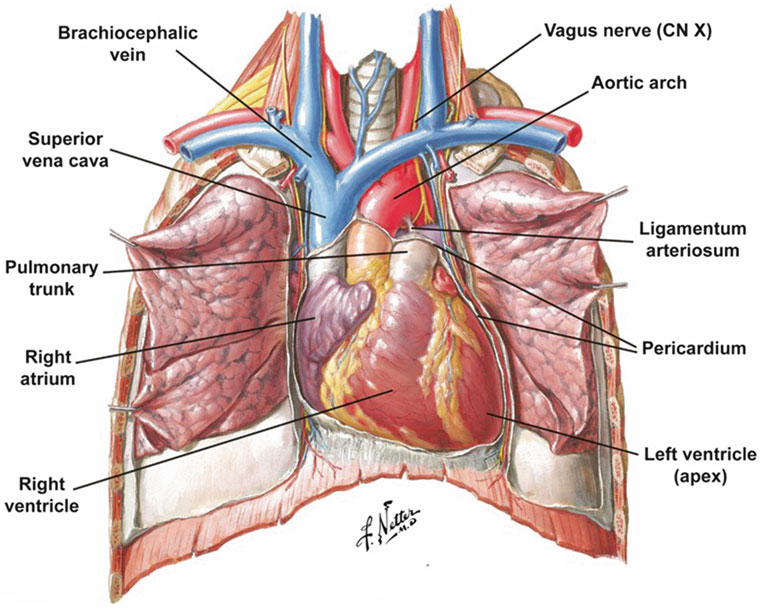 Brachiocephalic
vein
Vagus nerve (CN X)
Aortic arch
Superior
vena cava
Ligamentum
arteriosum
Pulmonary
trunk
Pericardium
Right
atrium
Left ventricle
(apex)
Right
ventricle
F. Netter
M.D.